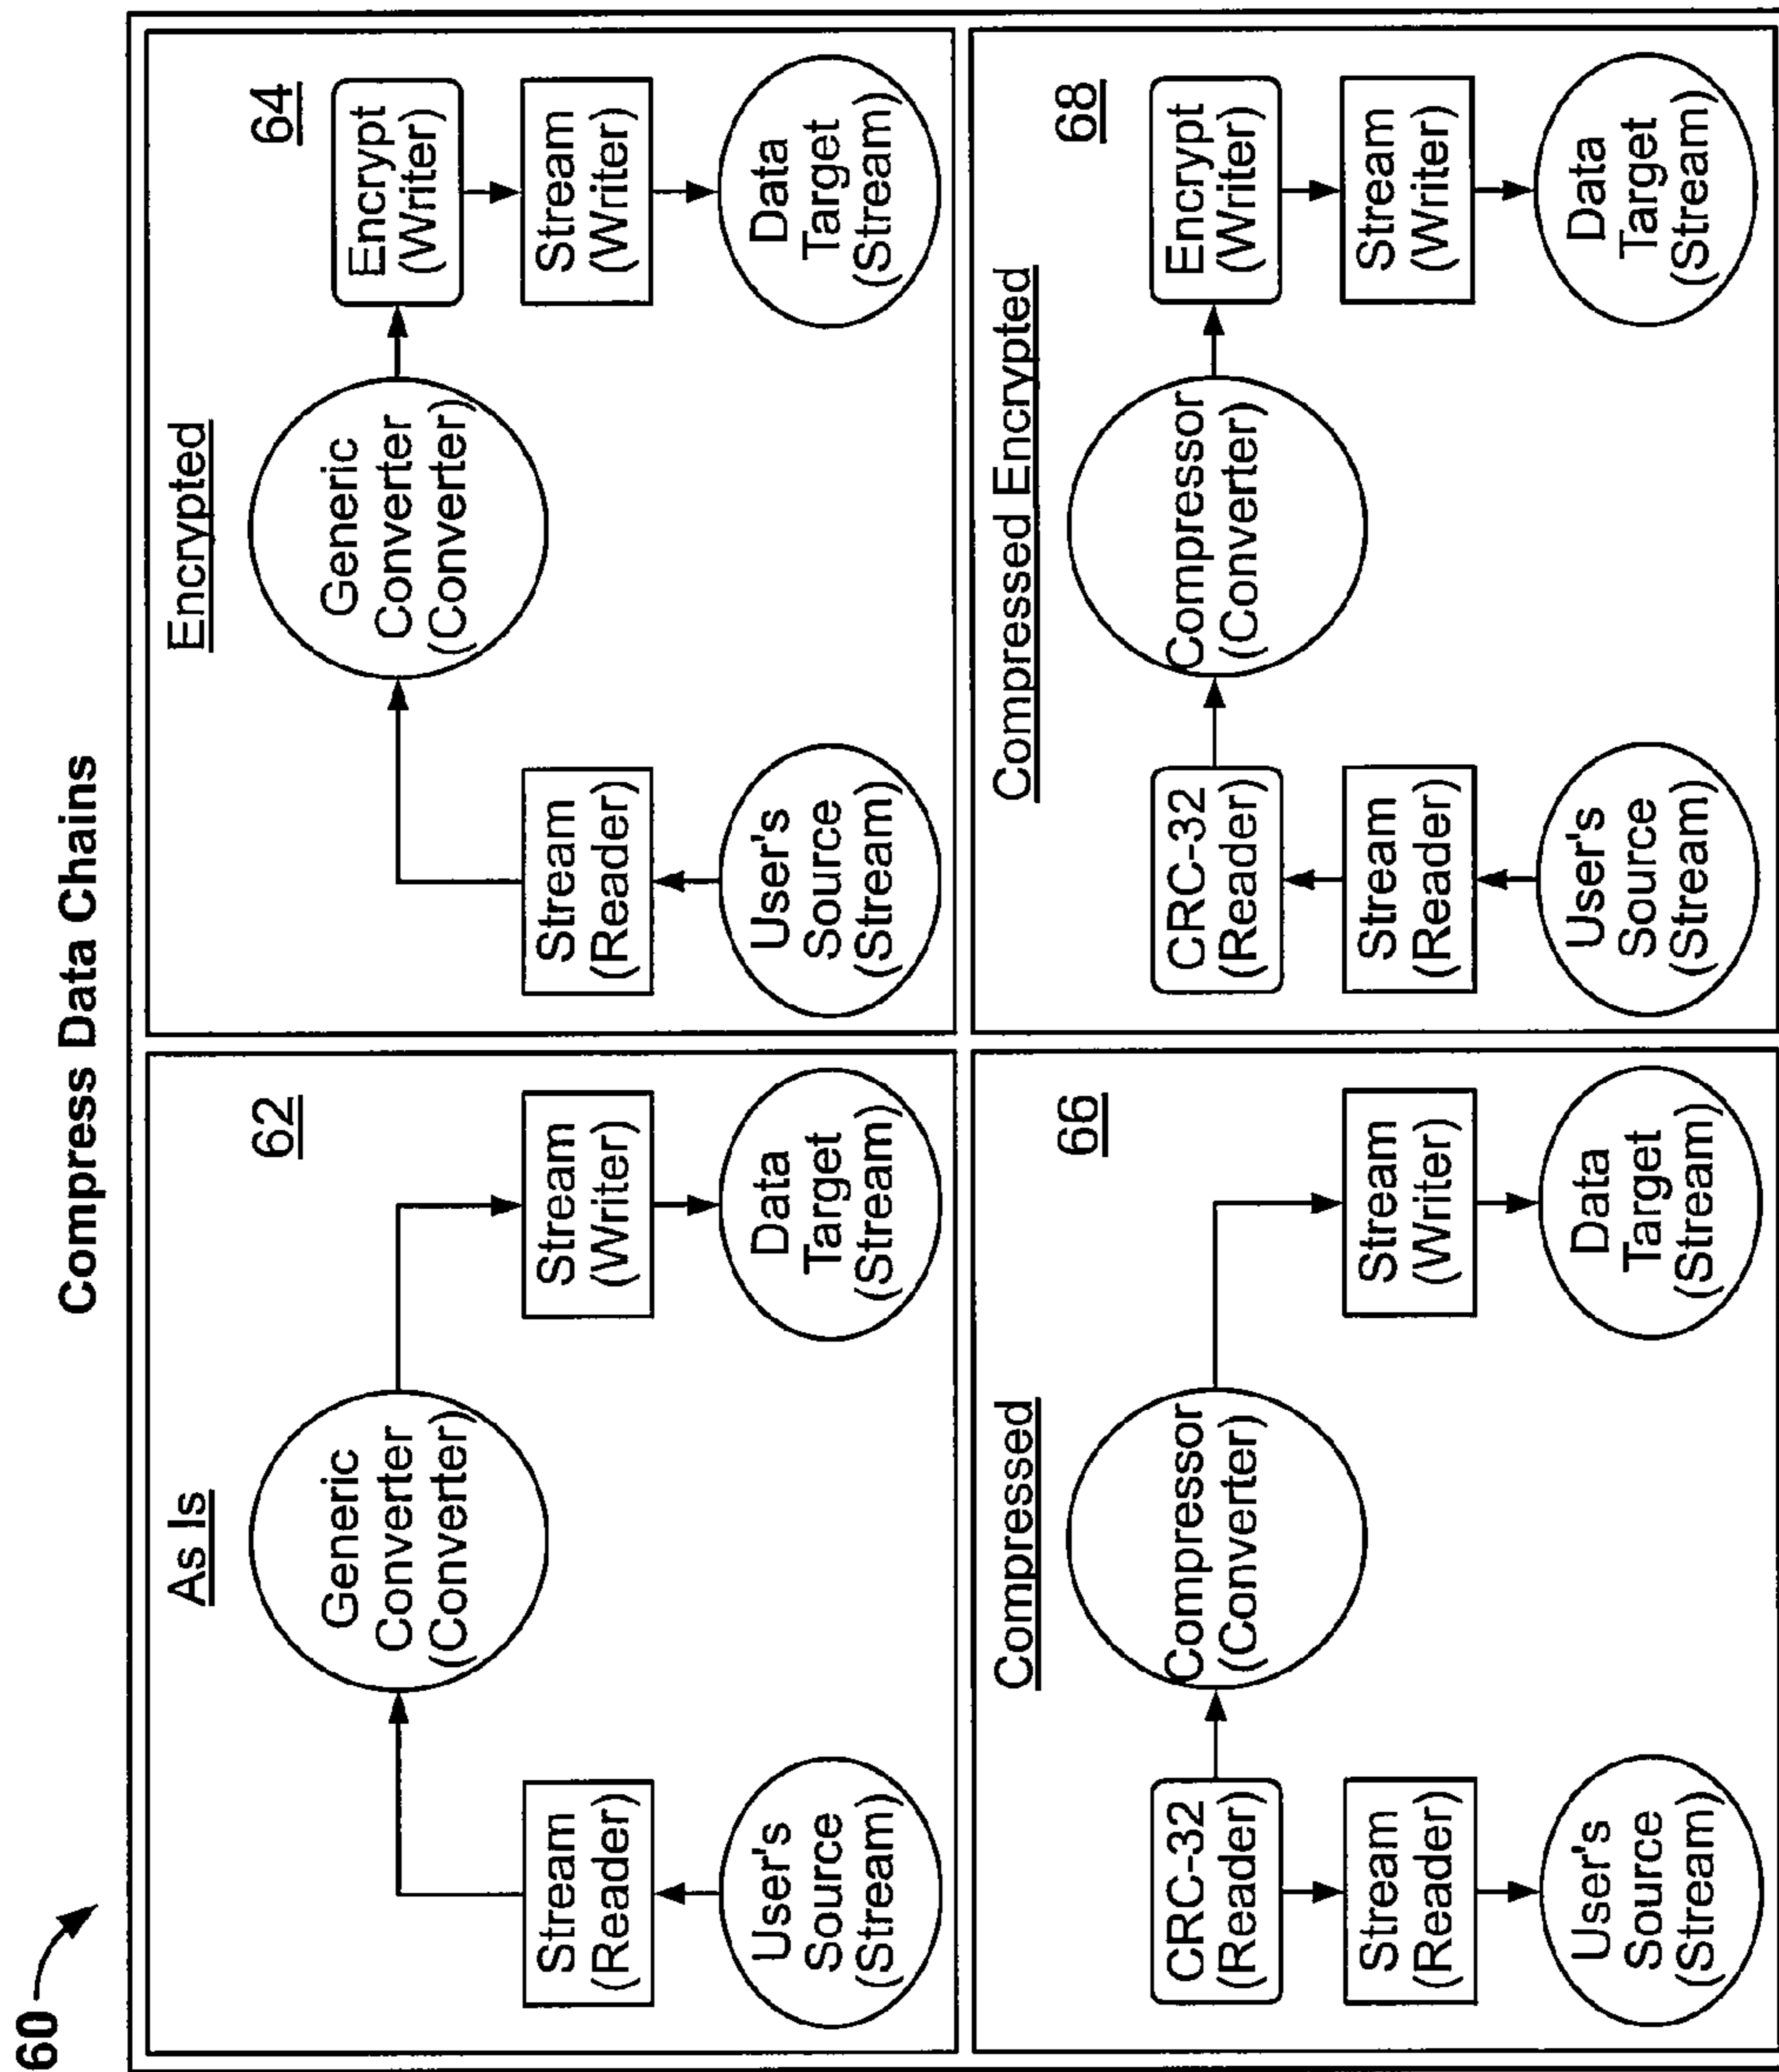 60
Compress Data Chains
As Is
62
Generic
Converter
(Converter)
Stream
(Reader)
User's
Source
(Stream)
Stream
(Writer)
Data
Target
(Stream)
Encrypted
64
Generic
Converter
(Converter)
Stream
(Reader)
User's
Source
(Stream)
Encrypt
(Writer)
Stream
(Writer)
Data
Target
(Stream)
Compressed
66
CRC-32
(Reader)
Compressor
(Converter)
Stream
(Reader)
User's
Source
(Stream)
Stream
(Writer)
Data
Target
(Stream)
Compressed Encrypted
68
CRC-32
(Reader)
Compressor
(Converter)
Stream
(Reader)
User's
Source
(Stream)
Encrypt
(Writer)
Stream
(Writer)
Data
Target
(Stream)